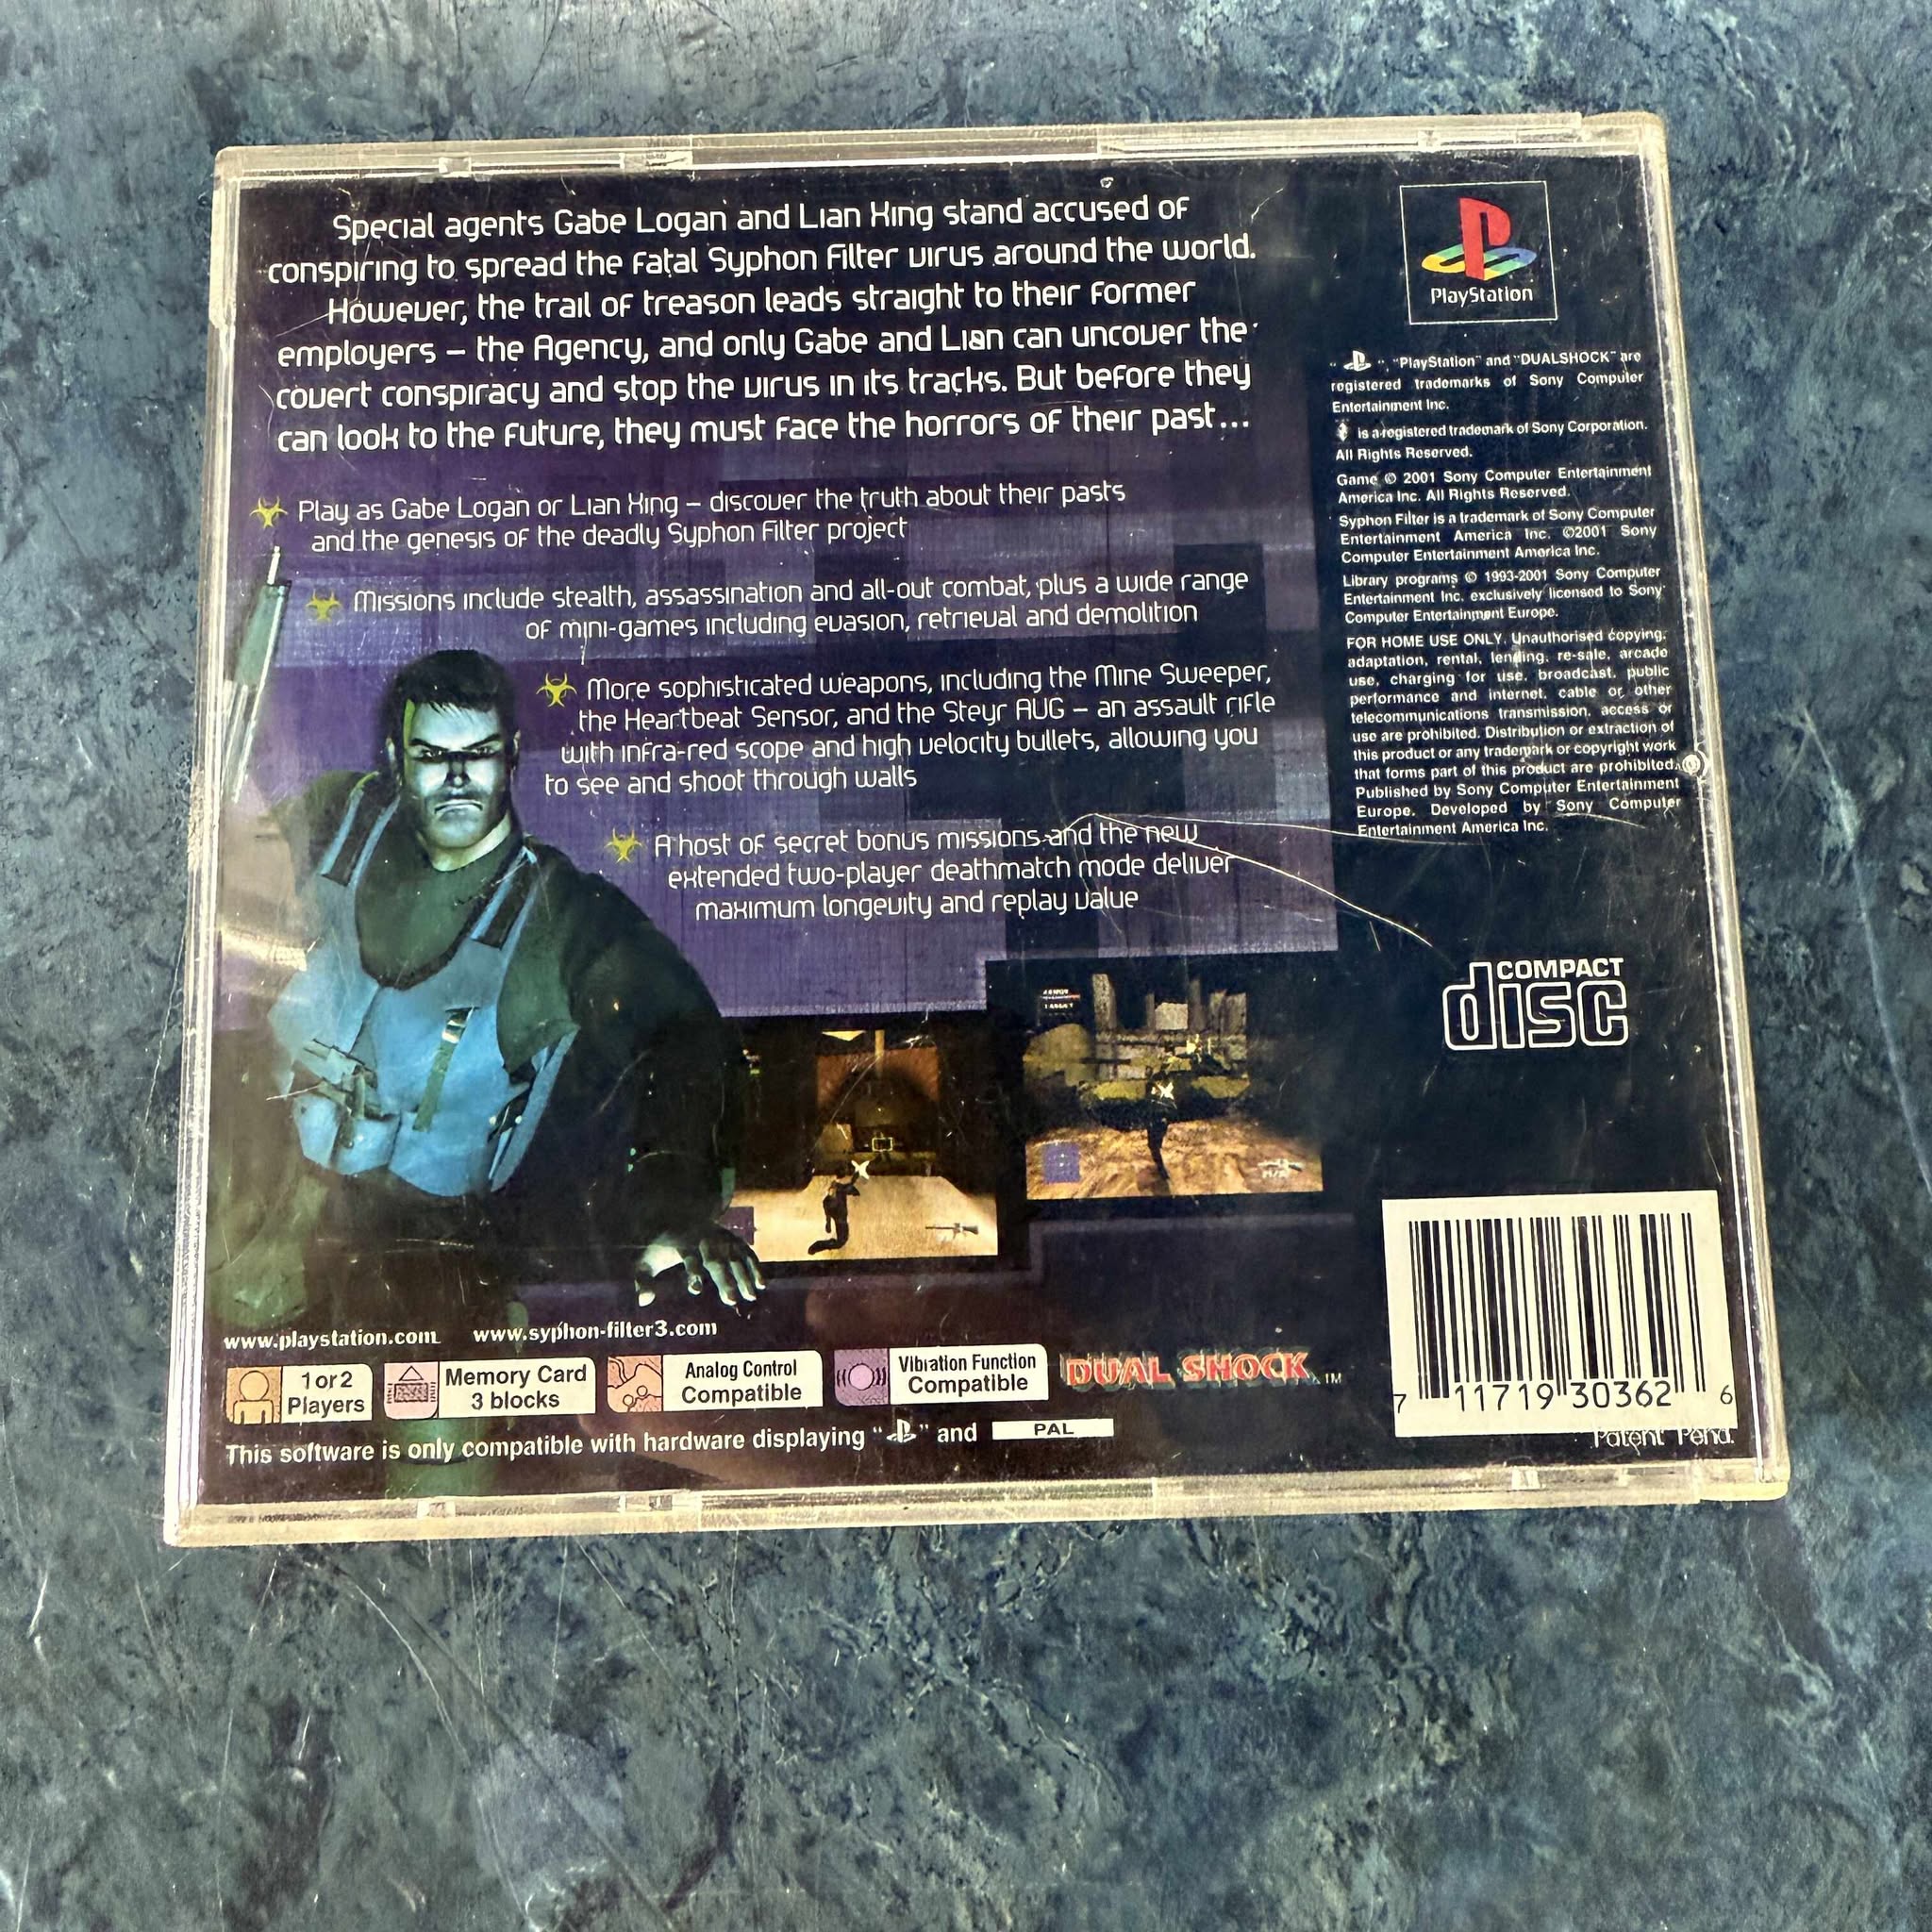 Special agents Gabe Logan and Lian Xing stand accused of
conspiring to spread the fatal Syphon Filter virus around the world.
However, the trail of treason leads straight to their former
employers – the Agency, and only Gabe and Lian can uncover the
covert conspiracy and stop the virus in its tracks. But before they
can look to the future, they must face the horrors of their past...
Play as Gabe Logan or Lian Xing – discover the truth about their pasts
and the genesis of the deadly Syphon Filter project
Missions include stealth, assassination and all-out combat, plus a wide range
of mini-games including evasion, retrieval and demolition
More sophisticated weapons, including the Mine Sweeper,
the Heartbeat Sensor, and the Steyr AUG – an assault rifle
with infra-red scope and high velocity bullets, allowing you
to see and shoot through walls
A host of secret bonus missions and the new
extended two-player deathmatch mode deliver
maximum longevity and replay value
PlayStation
" ", "PlayStation" and "DUALSHOCK" are
registered trademarks of Sony Computer
Entertainment Inc.
is a registered trademark of Sony Corporation.
All Rights Reserved.
Game © 2001 Sony Computer Entertainment
America Inc. All Rights Reserved.
Syphon Filter is a trademark of Sony Computer
Entertainment America Inc. ©2001 Sony
Computer Entertainment America Inc.
Library programs © 1993-2001 Sony Computer
Entertainment Inc. exclusively licensed to Sony
Computer Entertainment Europe.
FOR HOME USE ONLY. Unauthorised copying,
adaptation, rental, lending, re-sale, arcade
use, charging for use, broadcast, public
performance and internet, cable or other
telecommunications transmission, access or
use are prohibited. Distribution or extraction of
this product or any trademark or copyright work
that forms part of this product are prohibited.
Published by Sony Computer Entertainment
Europe. Developed by Sony Computer
Entertainment America Inc.
COMPACT
disc
www.playstation.com www.syphon-filter3.com
1 or 2
Players
Memory Card
3 blocks
Analog Control
Compatible
Vibration Function
Compatible
DUAL SHOCK™
This software is only compatible with hardware displaying " " and PAL
7 11719 30362 6
Patent Pend.